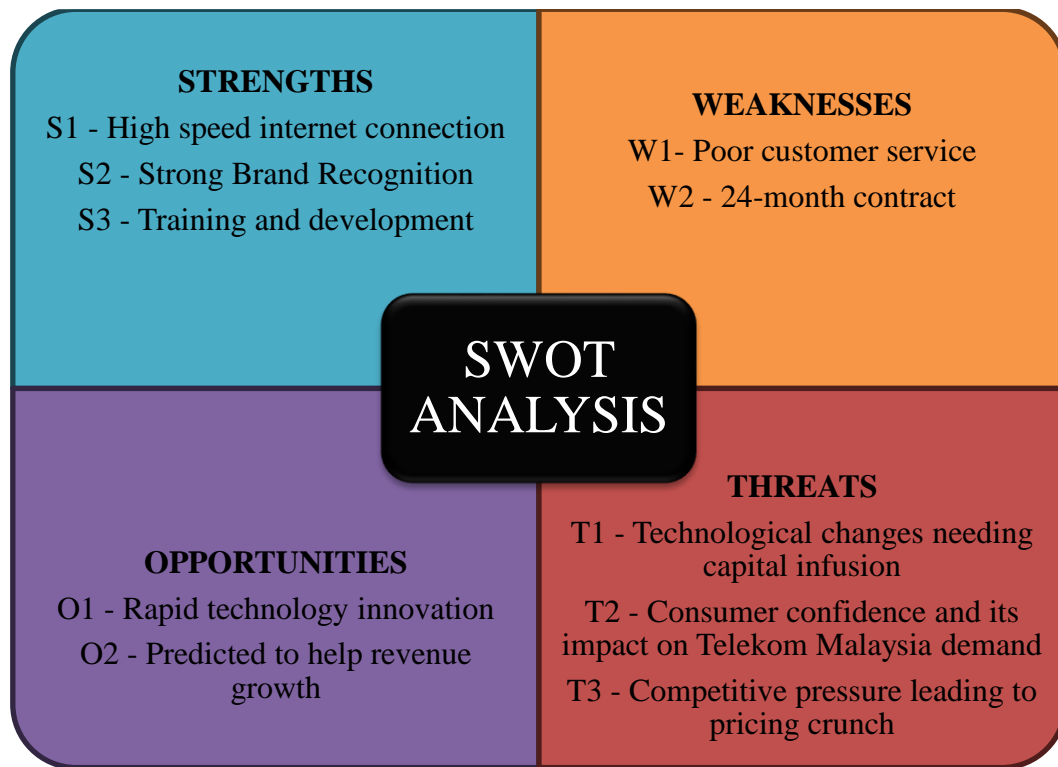 STRENGTHS
S1 - High speed internet connection
S2 - Strong Brand Recognition
S3 - Training and development
WEAKNESSES
W1- Poor customer service
W2 - 24-month contract
SWOT
ANALYSIS
OPPORTUNITIES
O1 - Rapid technology innovation
O2 - Predicted to help revenue
growth
THREATS
T1 - Technological changes needing
capital infusion
T2 - Consumer confidence and its
impact on Telekom Malaysia demand
T3 - Competitive pressure leading to
pricing crunch